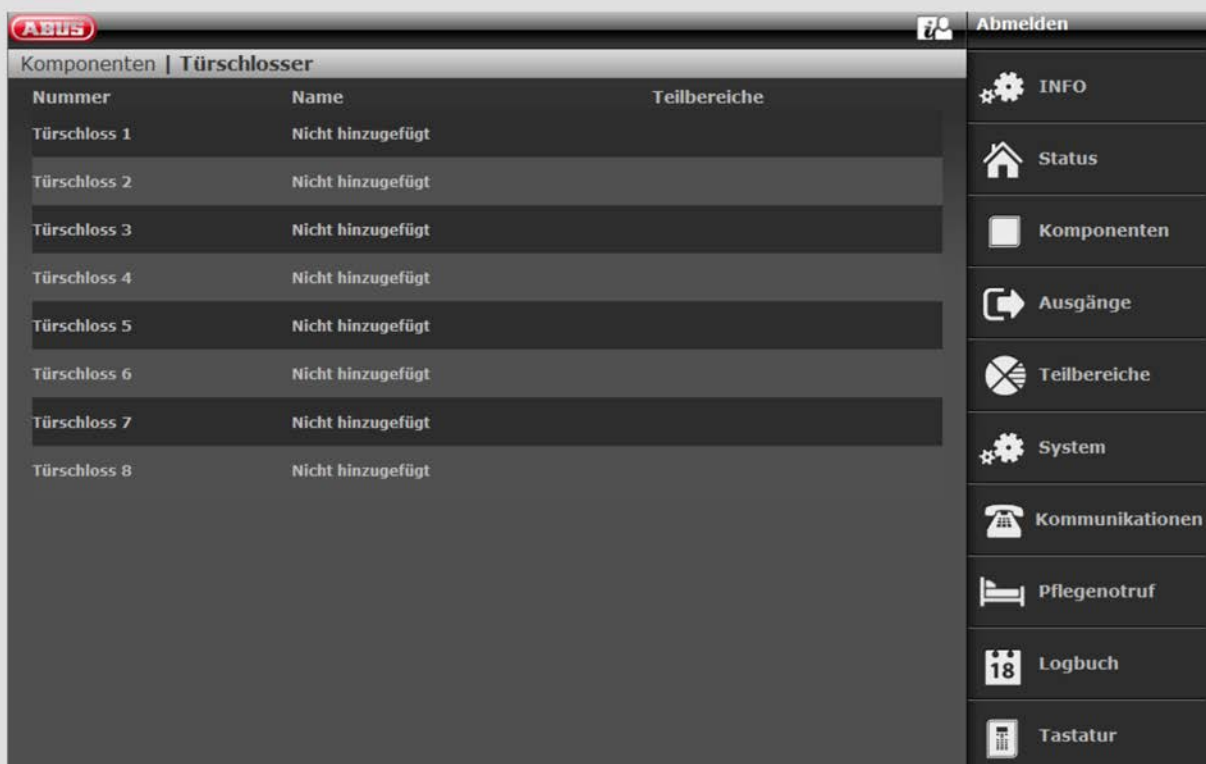 ABUS
Komponenten | Türschlosser
Nummer Name Teilbereiche
Türschloss 1 Nicht hinzugefügt
Türschloss 2 Nicht hinzugefügt
Türschloss 3 Nicht hinzugefügt
Türschloss 4 Nicht hinzugefügt
Türschloss 5 Nicht hinzugefügt
Türschloss 6 Nicht hinzugefügt
Türschloss 7 Nicht hinzugefügt
Türschloss 8 Nicht hinzugefügt
Abmelden
INFO
Status
Komponenten
Ausgänge
Teilbereiche
System
Kommunikationen
Pflegenotruf
18 Logbuch
Tastatur